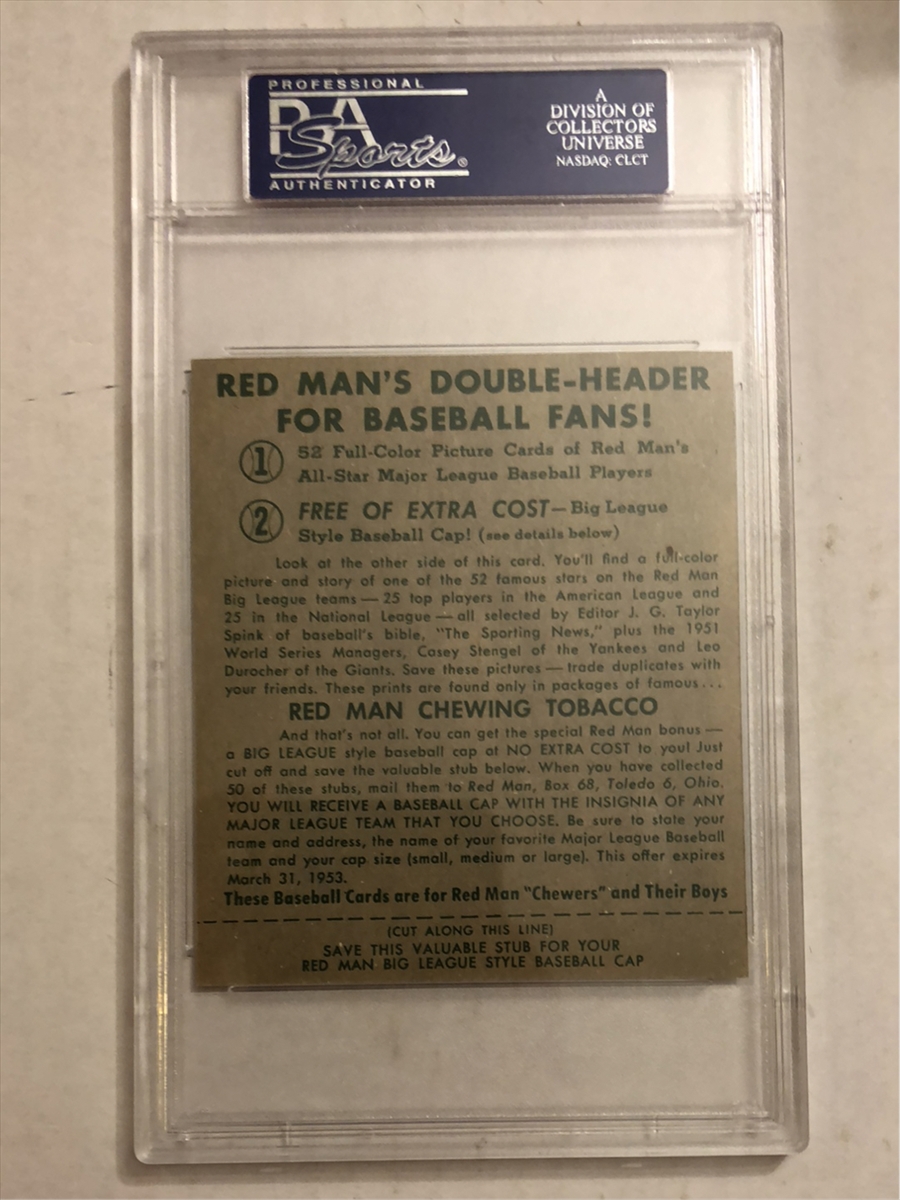 PROFESSIONAL
PSA
Sports®
AUTHENTICATOR
A
DIVISION OF
COLLECTORS
UNIVERSE
NASDAQ: CLCT
RED MAN'S DOUBLE-HEADER
FOR BASEBALL FANS!
1 52 Full-Color Picture Cards of Red Man's
All-Star Major League Baseball Players
2 FREE OF EXTRA COST—Big League
Style Baseball Cap! (see details below)
Look at the other side of this card. You'll find a full-color
picture and story of one of the 52 famous stars on the Red Man
Big League teams — 25 top players in the American League and
25 in the National League — all selected by Editor J. G. Taylor
Spink of baseball's bible, "The Sporting News," plus the 1951
World Series Managers, Casey Stengel of the Yankees and Leo
Durocher of the Giants. Save these pictures — trade duplicates with
your friends. These prints are found only in packages of famous...
RED MAN CHEWING TOBACCO
And that's not all. You can get the special Red Man bonus —
a BIG LEAGUE style baseball cap at NO EXTRA COST to you! Just
cut off and save the valuable stub below. When you have collected
50 of these stubs, mail them to Red Man, Box 68, Toledo 6, Ohio.
YOU WILL RECEIVE A BASEBALL CAP WITH THE INSIGNIA OF ANY
MAJOR LEAGUE TEAM THAT YOU CHOOSE. Be sure to state your
name and address, the name of your favorite Major League Baseball
team and your cap size (small, medium or large). This offer expires
March 31, 1953.
These Baseball Cards are for Red Man "Chewers" and Their Boys
(CUT ALONG THIS LINE)
SAVE THIS VALUABLE STUB FOR YOUR
RED MAN BIG LEAGUE STYLE BASEBALL CAP